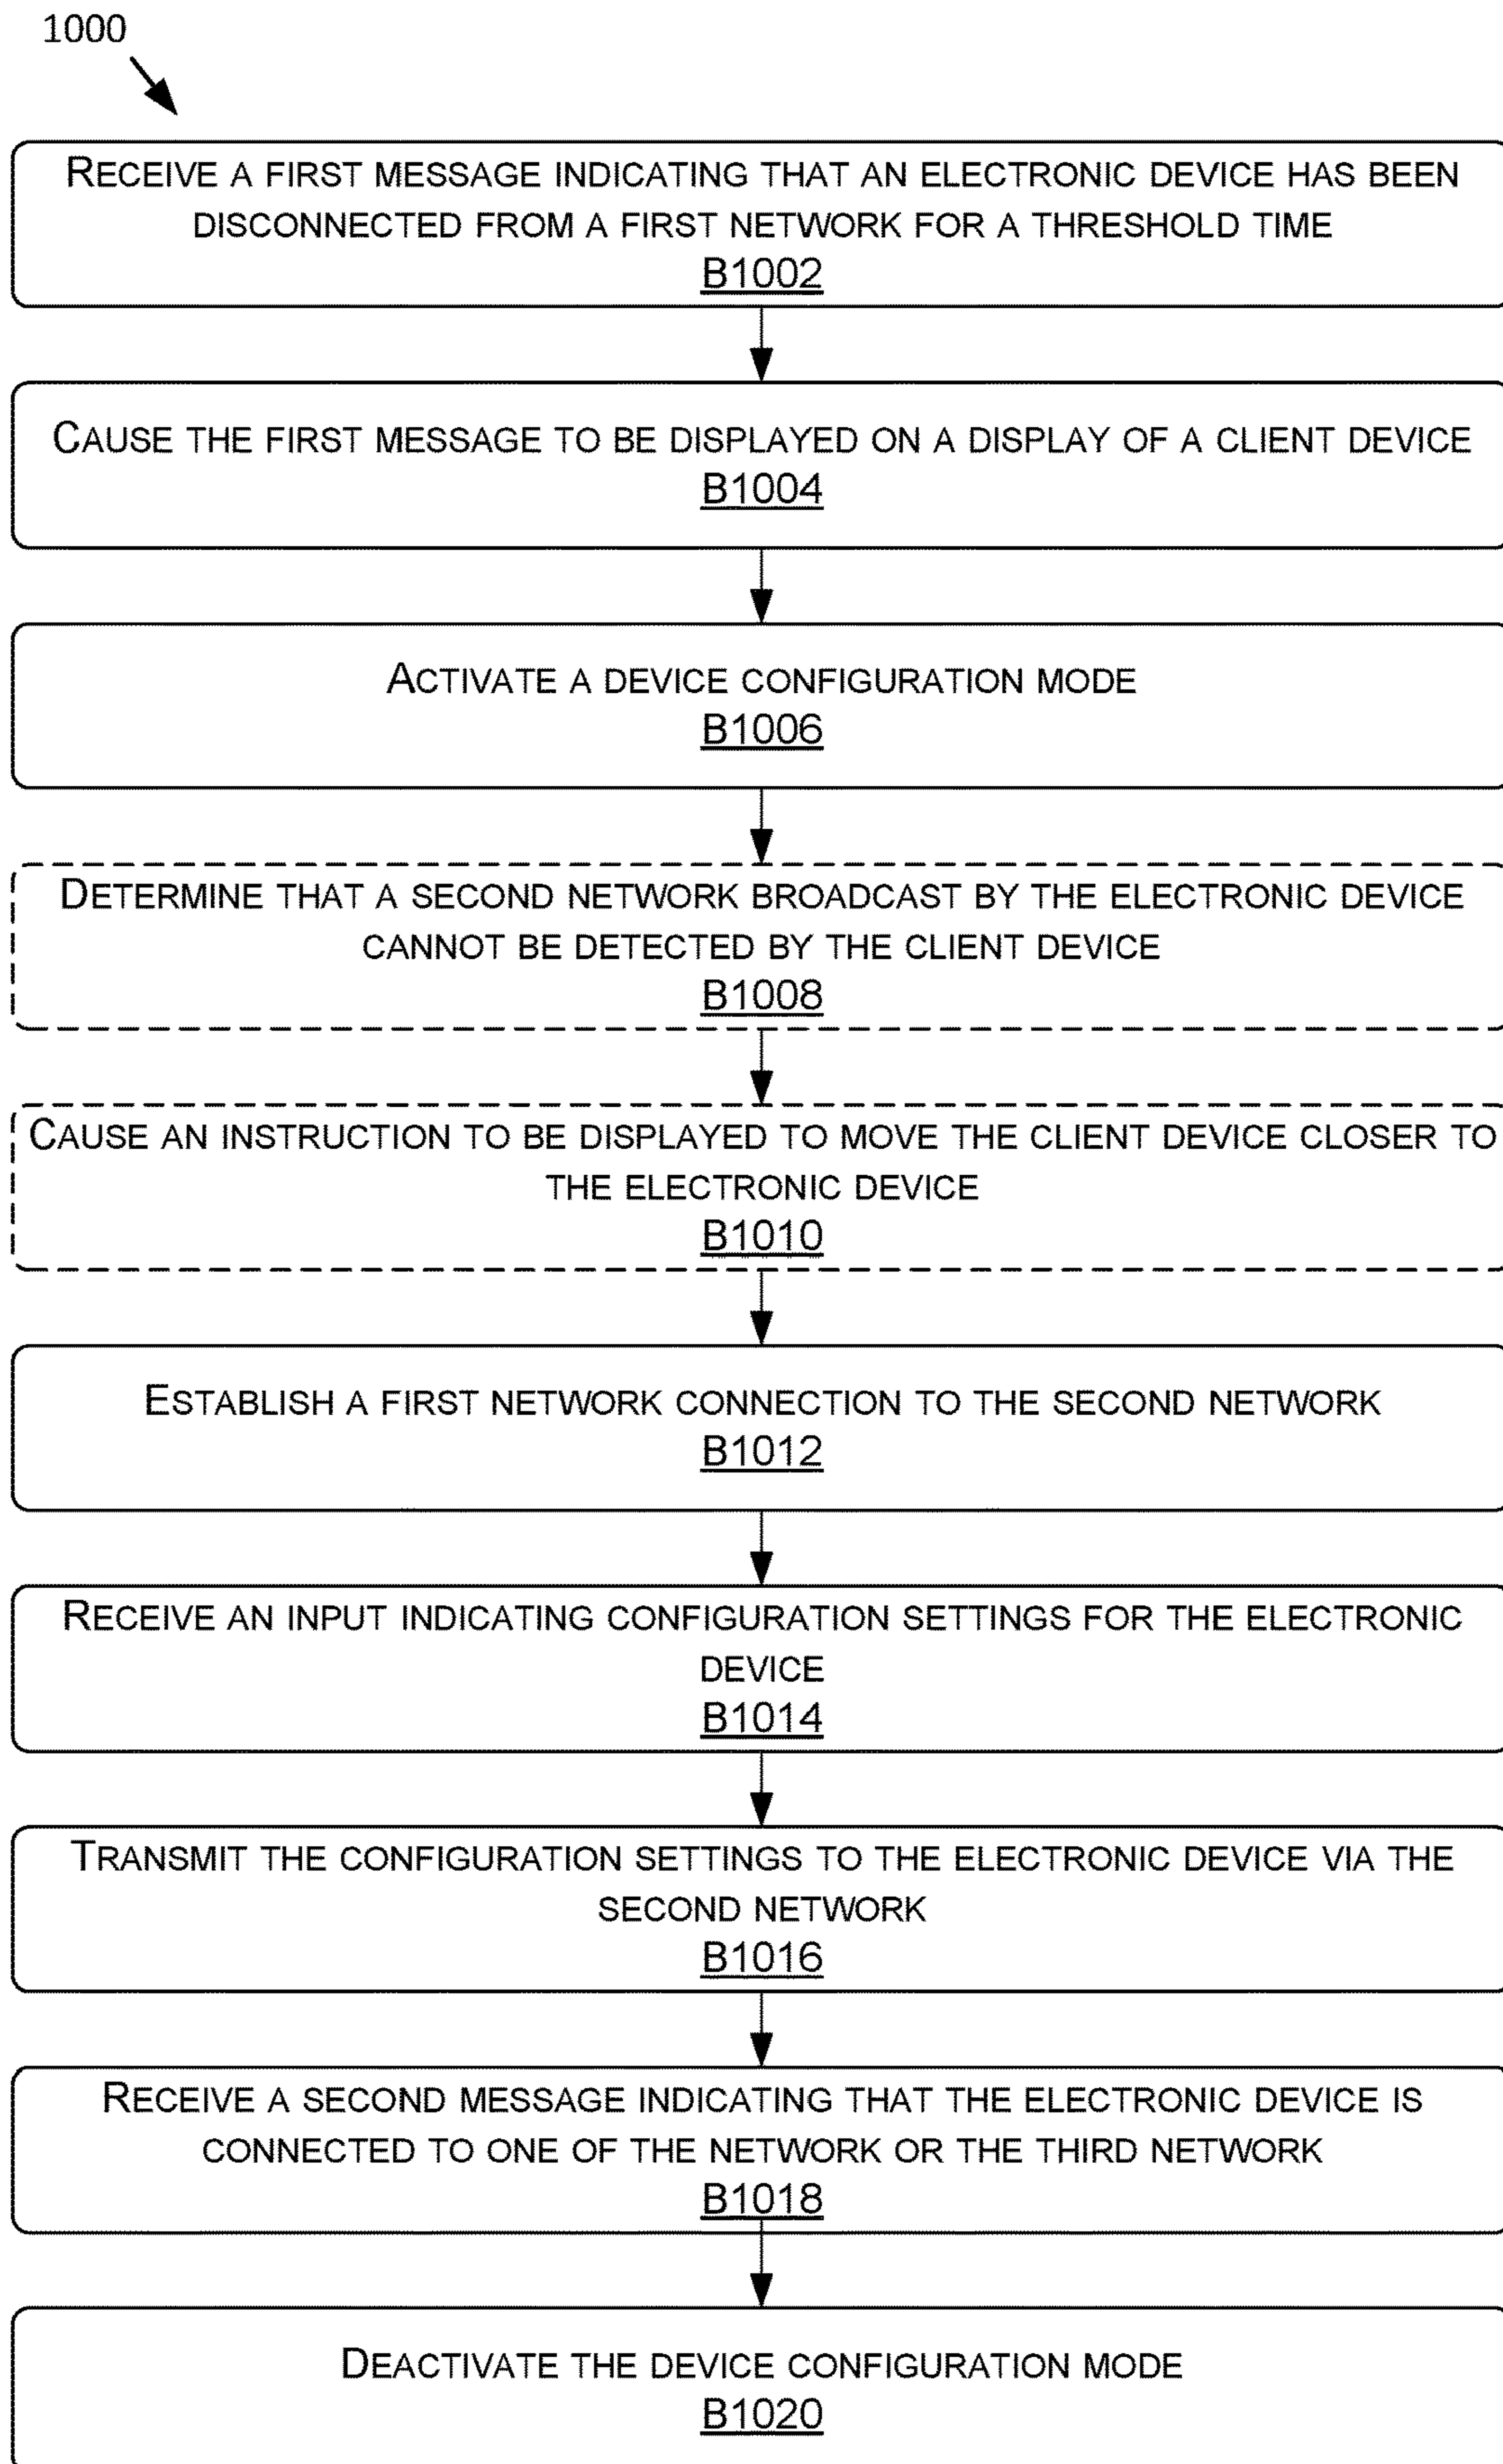 1000
RECEIVE A FIRST MESSAGE INDICATING THAT AN ELECTRONIC DEVICE HAS BEEN
DISCONNECTED FROM A FIRST NETWORK FOR A THRESHOLD TIME
B1002
CAUSE THE FIRST MESSAGE TO BE DISPLAYED ON A DISPLAY OF A CLIENT DEVICE
B1004
ACTIVATE A DEVICE CONFIGURATION MODE
B1006
DETERMINE THAT A SECOND NETWORK BROADCAST BY THE ELECTRONIC DEVICE
CANNOT BE DETECTED BY THE CLIENT DEVICE
B1008
CAUSE AN INSTRUCTION TO BE DISPLAYED TO MOVE THE CLIENT DEVICE CLOSER TO
THE ELECTRONIC DEVICE
B1010
ESTABLISH A FIRST NETWORK CONNECTION TO THE SECOND NETWORK
B1012
RECEIVE AN INPUT INDICATING CONFIGURATION SETTINGS FOR THE ELECTRONIC
DEVICE
B1014
TRANSMIT THE CONFIGURATION SETTINGS TO THE ELECTRONIC DEVICE VIA THE
SECOND NETWORK
B1016
RECEIVE A SECOND MESSAGE INDICATING THAT THE ELECTRONIC DEVICE IS
CONNECTED TO ONE OF THE NETWORK OR THE THIRD NETWORK
B1018
DEACTIVATE THE DEVICE CONFIGURATION MODE
B1020